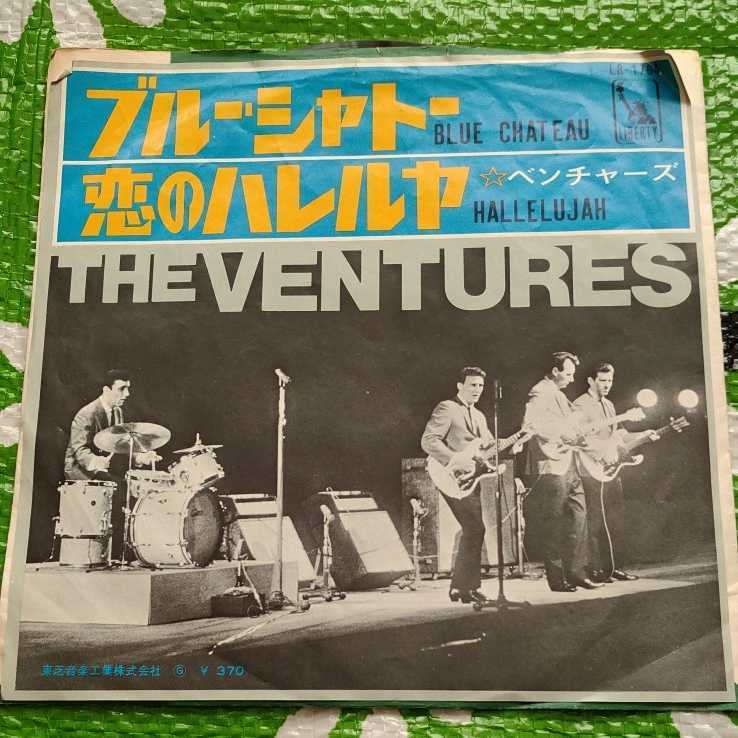 ブルー・シャトー
BLUE CHATEAU
LIBERTY
恋のハレルヤ
☆ベンチャーズ
HALLELUJAH
THE VENTURES
東芝音楽工業株式会社 Ⓖ ¥370